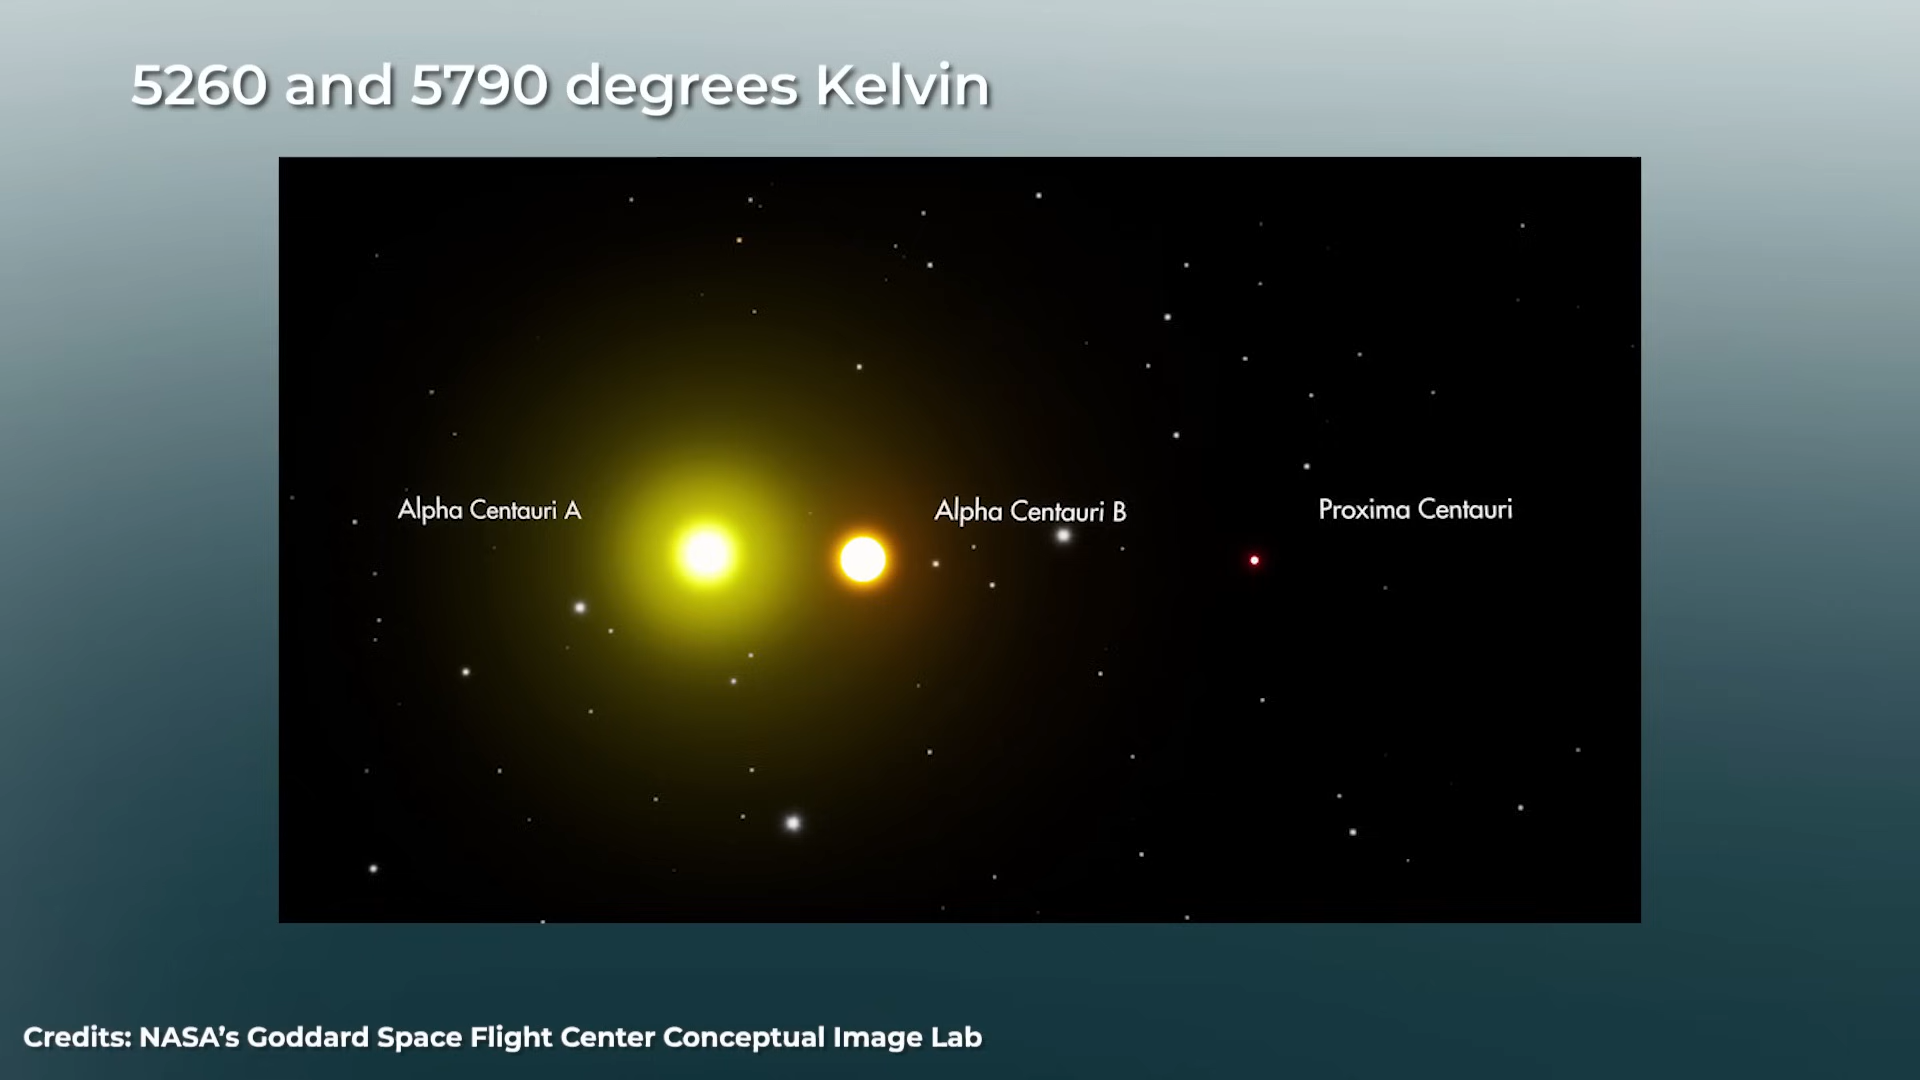 5260 and 5790 degrees Kelvin
Alpha Centauri A
Alpha Centauri B
Proxima Centauri
Credits: NASA’s Goddard Space Flight Center Conceptual Image Lab